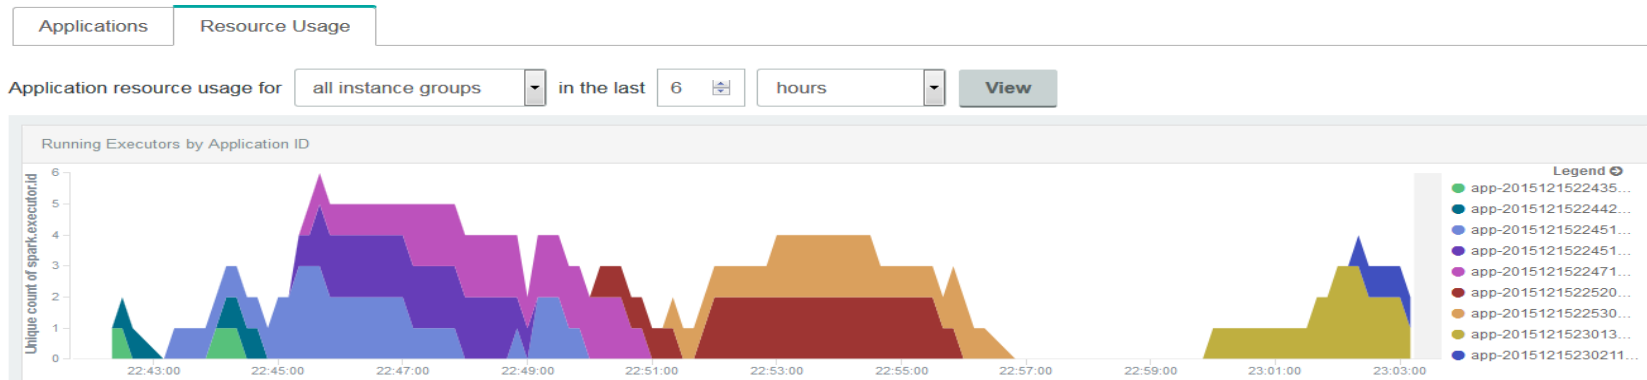 Applications Resource Usage
Application resource usage for all instance groups in the last 6 hours View
Running Executors by Application ID
Unique count of spark.executor.id
6
5
4
3
2
1
0
22:43:00 22:45:00 22:47:00 22:49:00 22:51:00 22:53:00 22:55:00 22:57:00 22:59:00 23:01:00 23:03:00
Legend
app-2015121522435...
app-2015121522442...
app-2015121522451...
app-2015121522451...
app-2015121522471...
app-2015121522520...
app-2015121522530...
app-2015121523013...
app-20151215230211...